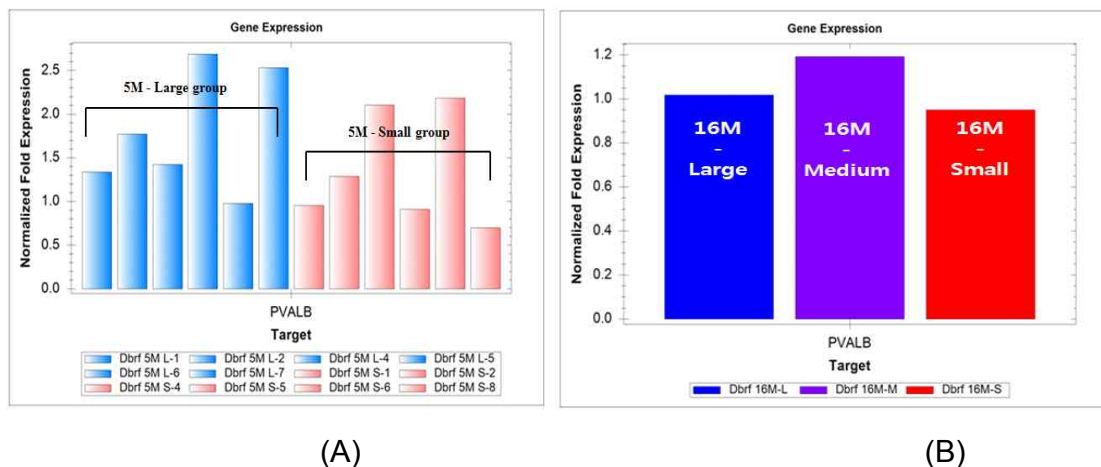 Gene Expression
Normalized Fold Expression
2.5
2.0
1.5
1.0
0.5
0.0
5M - Large group
5M - Small group
PVALB
Target
Dbrf 5M L-1 Dbrf 5M L-2 Dbrf 5M L-4 Dbrf 5M L-5
Dbrf 5M L-6 Dbrf 5M L-7 Dbrf 5M S-1 Dbrf 5M S-2
Dbrf 5M S-4 Dbrf 5M S-5 Dbrf 5M S-6 Dbrf 5M S-8
(A)
Gene Expression
Normalized Fold Expression
1.2
1.0
0.8
0.6
0.4
0.2
0.0
16M
-
Large
16M
-
Medium
16M
-
Small
PVALB
Target
Dbrf 16M-L Dbrf 16M-M Dbrf 16M-S
(B)